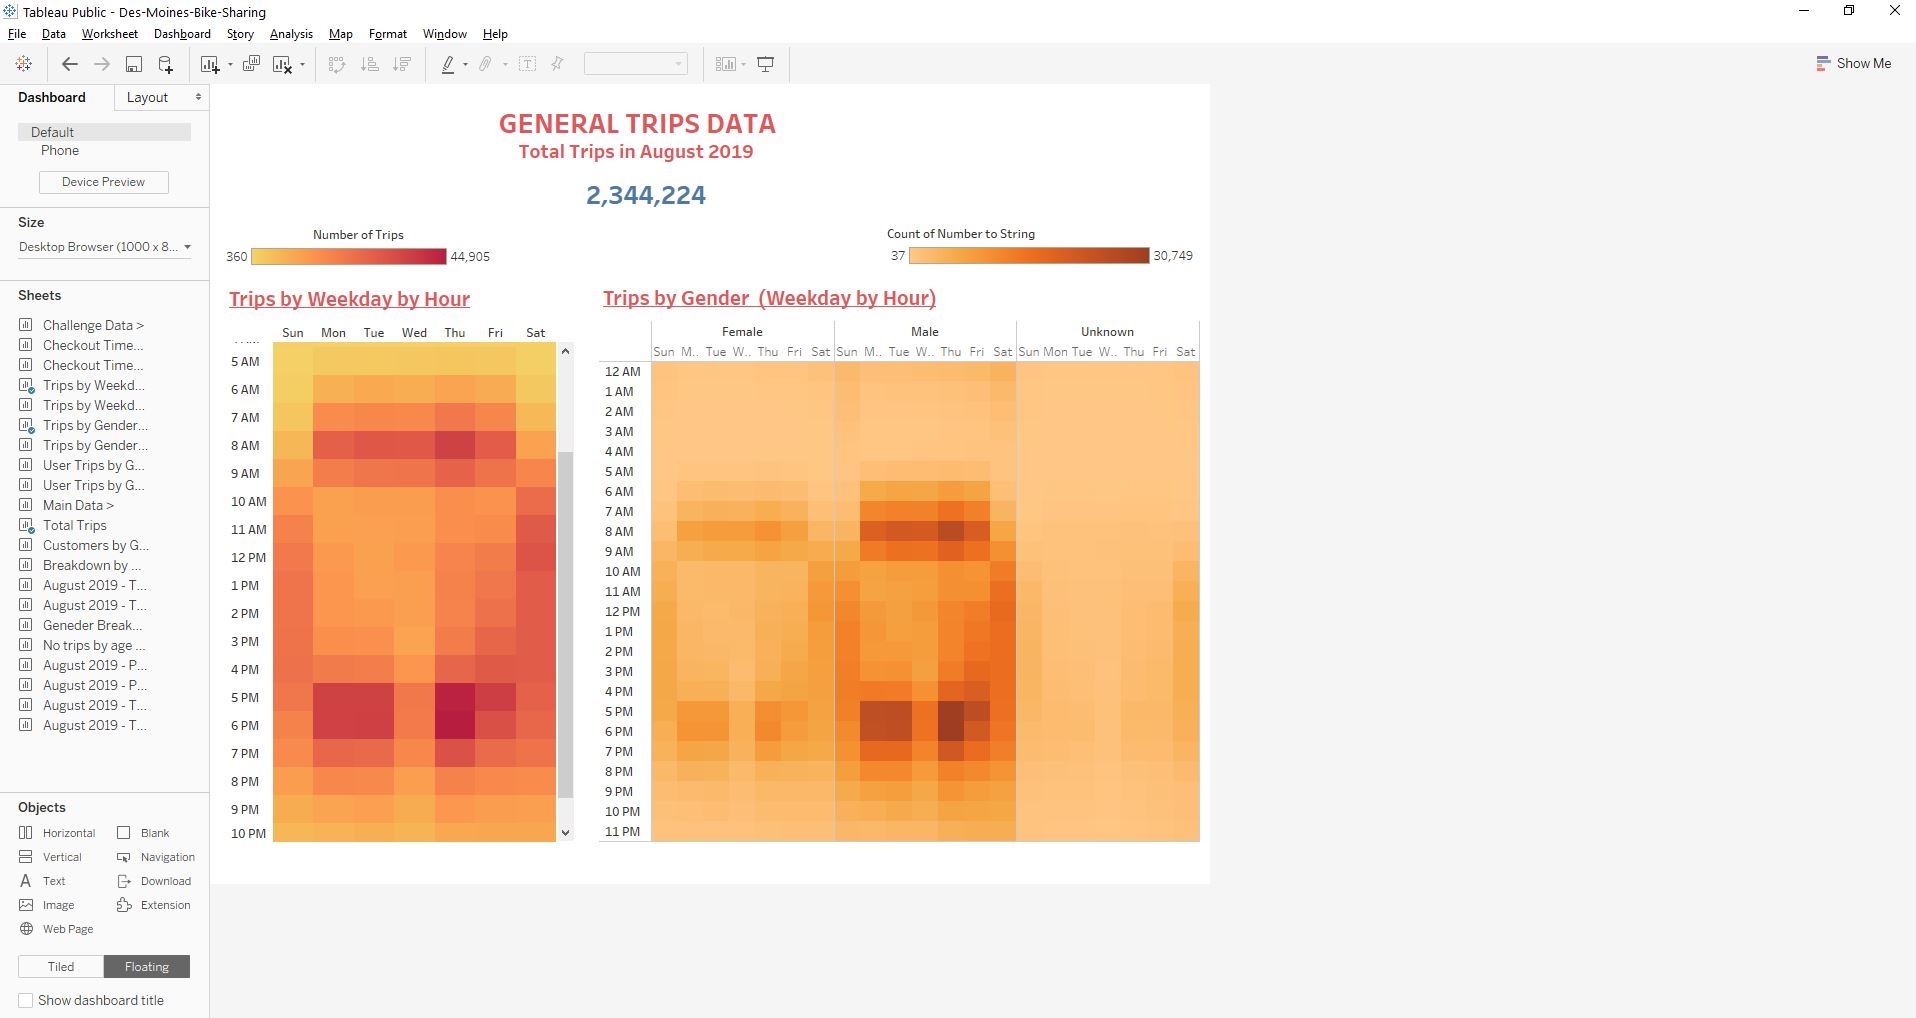 Tableau Public - Des-Moines-Bike-Sharing
File Data Worksheet Dashboard Story Analysis Map Format Window Help
Show Me
Dashboard Layout
Default
Phone
Device Preview
Size
Desktop Browser (1000 x 8...
Sheets
Challenge Data >
Checkout Time...
Checkout Time...
Trips by Weekd...
Trips by Weekd...
Trips by Gender...
Trips by Gender...
User Trips by G...
User Trips by G...
Main Data >
Total Trips
Customers by G...
Breakdown by ...
August 2019 - T...
August 2019 - T...
Geneder Break...
No trips by age ...
August 2019 - P...
August 2019 - P...
August 2019 - T...
August 2019 - T...
Objects
Horizontal Blank
Vertical Navigation
A Text Download
Image Extension
Web Page
Tiled Floating
Show dashboard title
GENERAL TRIPS DATA
Total Trips in August 2019
2,344,224
Number of Trips
360 44,905
Count of Number to String
37 30,749
Trips by Weekday by Hour
Sun Mon Tue Wed Thu Fri Sat
5 AM
6 AM
7 AM
8 AM
9 AM
10 AM
11 AM
12 PM
1 PM
2 PM
3 PM
4 PM
5 PM
6 PM
7 PM
8 PM
9 PM
10 PM
Trips by Gender (Weekday by Hour)
Female Male Unknown
Sun M.. Tue W.. Thu Fri Sat Sun M.. Tue W.. Thu Fri Sat Sun Mon Tue W.. Thu Fri Sat
12 AM
1 AM
2 AM
3 AM
4 AM
5 AM
6 AM
7 AM
8 AM
9 AM
10 AM
11 AM
12 PM
1 PM
2 PM
3 PM
4 PM
5 PM
6 PM
7 PM
8 PM
9 PM
10 PM
11 PM